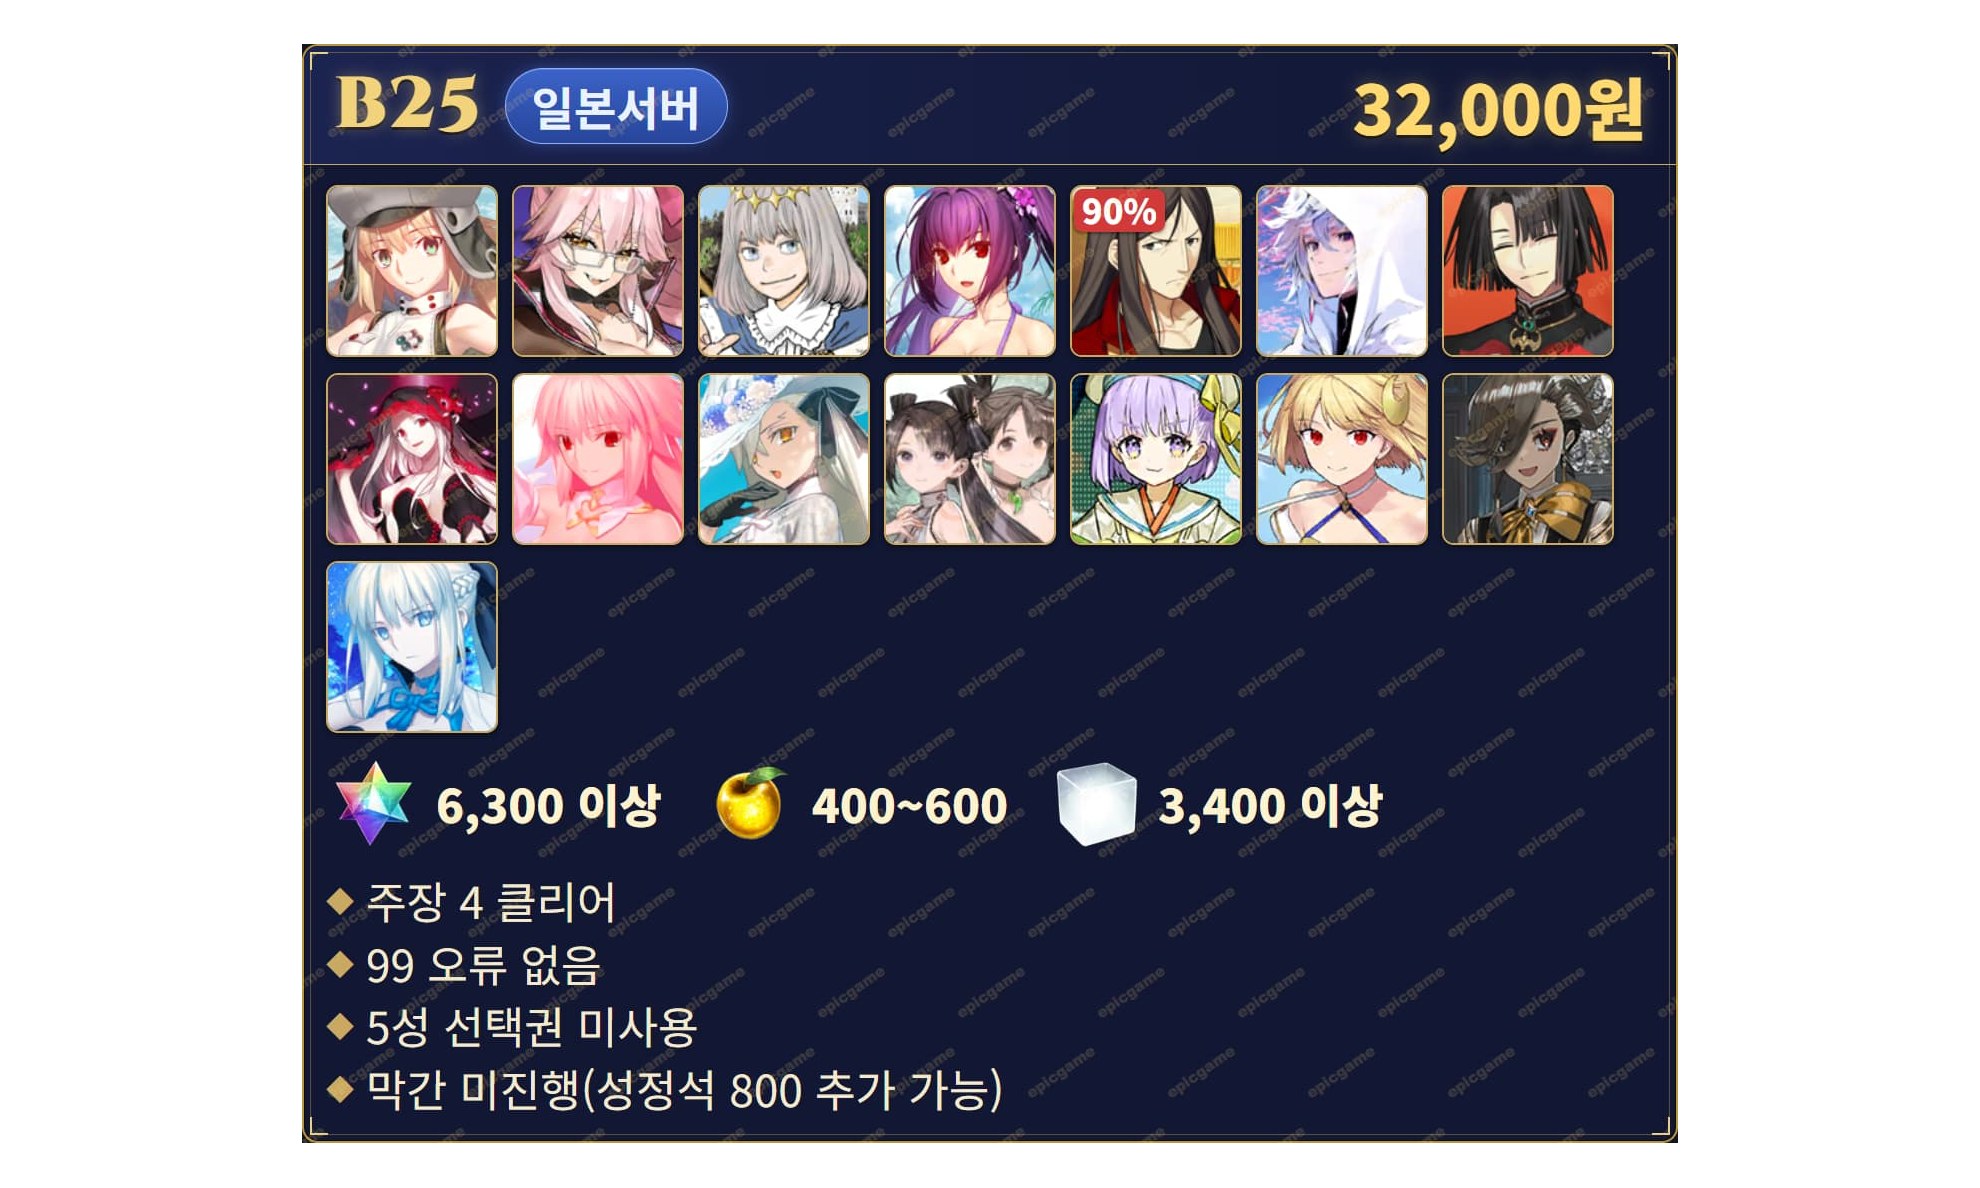 B25 일본서버 32,000원
90%
6,300 이상 400~600 3,400 이상
주장 4 클리어
99 오류 없음
5성 선택권 미사용
막간 미진행(성정석 800 추가 가능)
epicgame